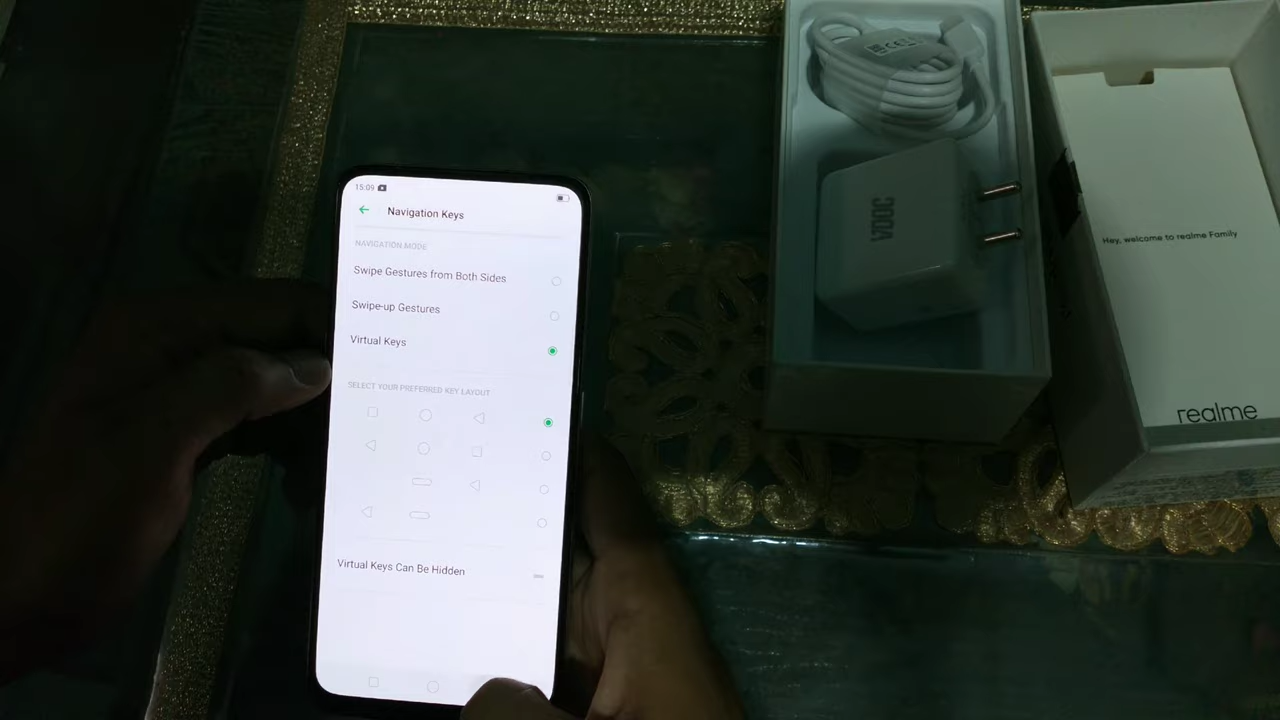 15:09
Navigation Keys
NAVIGATION MODE
Swipe Gestures from Both Sides
Swipe-up Gestures
Virtual Keys
SELECT YOUR PREFERRED KEY LAYOUT
Virtual Keys Can Be Hidden
VOOC
Hey, welcome to realme Family
realme